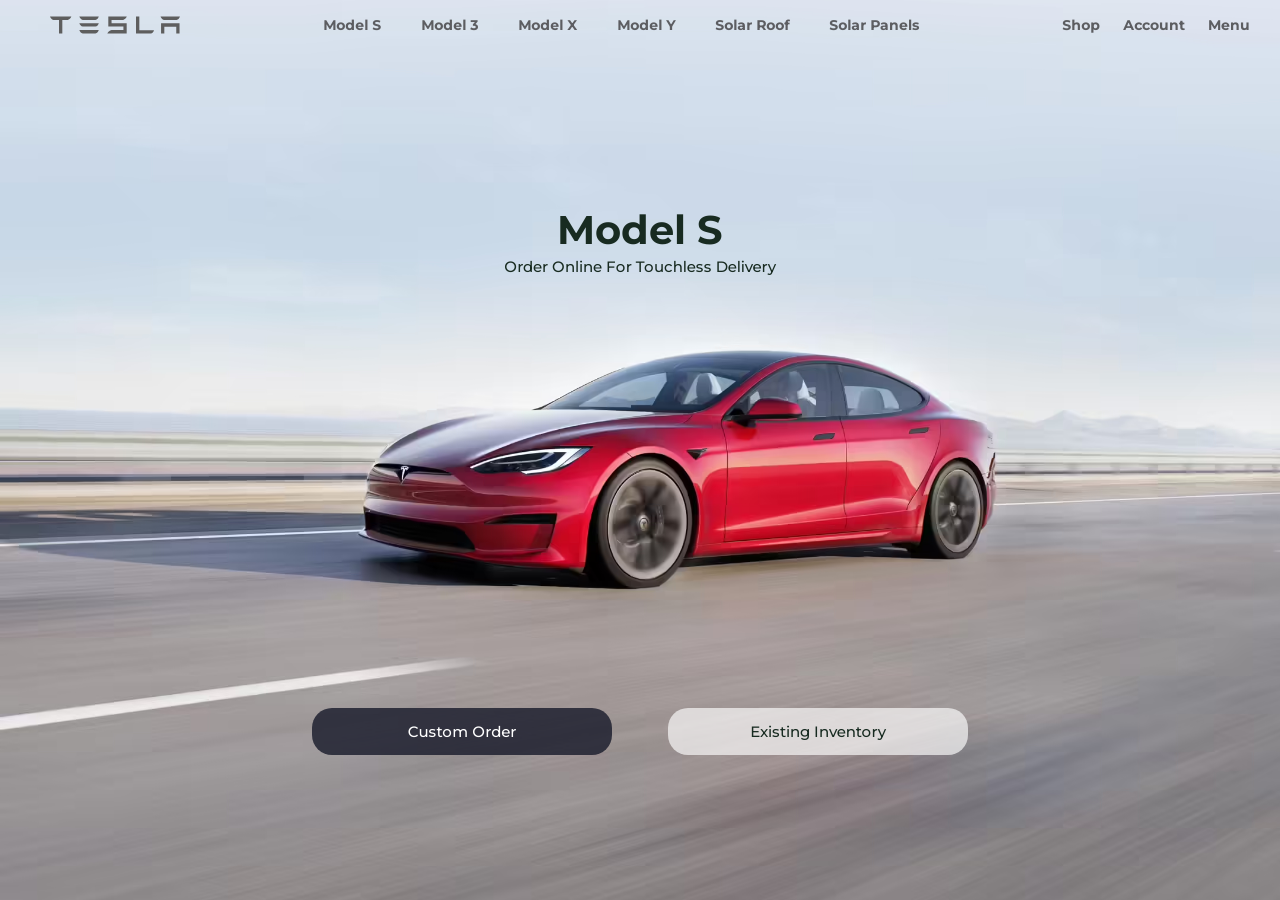 TESLA
Model S
Model 3
Model X
Model Y
Solar Roof
Solar Panels
Shop
Account
Menu
Model S
Order Online For Touchless Delivery
Custom Order
Existing Inventory